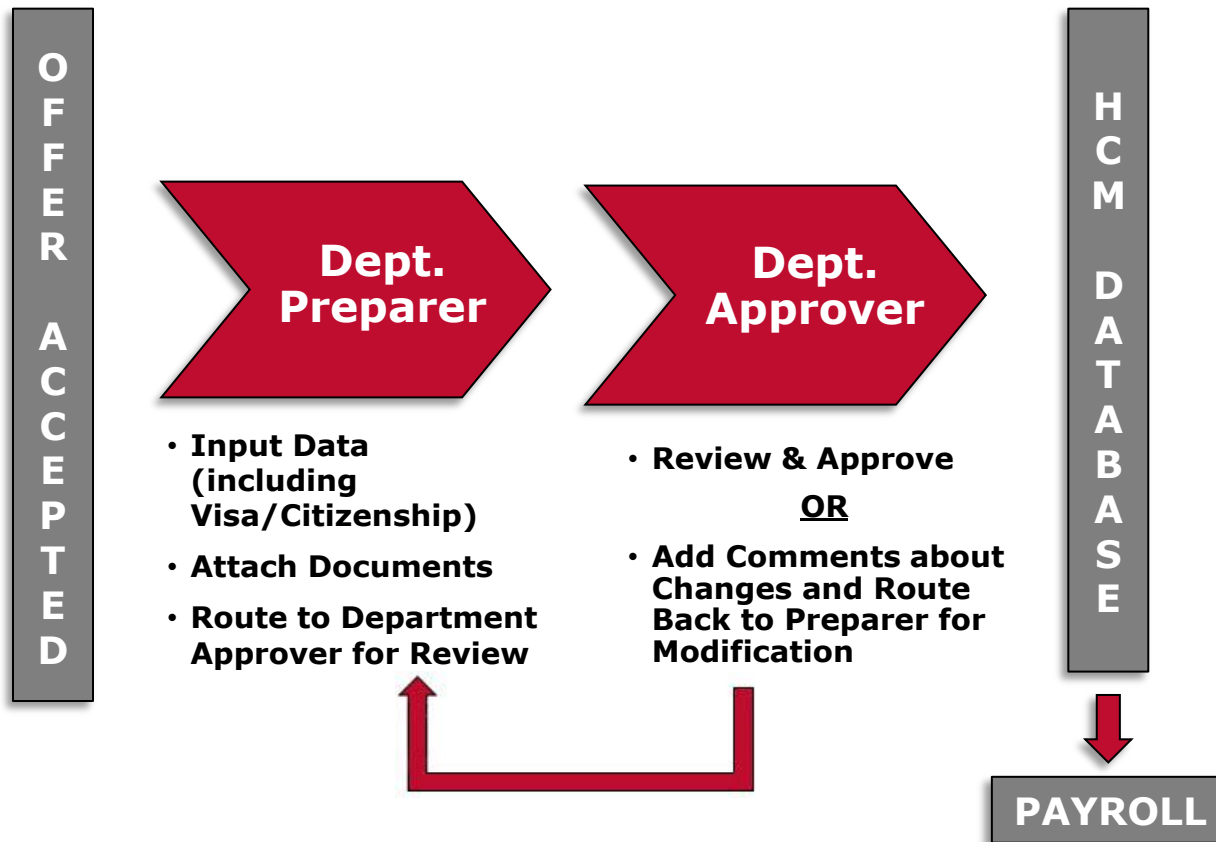 OFFER ACCEPTED
Dept.
Preparer
• Input Data
(including
Visa/Citizenship)
• Attach Documents
• Route to Department
Approver for Review
Dept.
Approver
• Review & Approve
OR
• Add Comments about
Changes and Route
Back to Preparer for
Modification
HCM DATABASE
PAYROLL